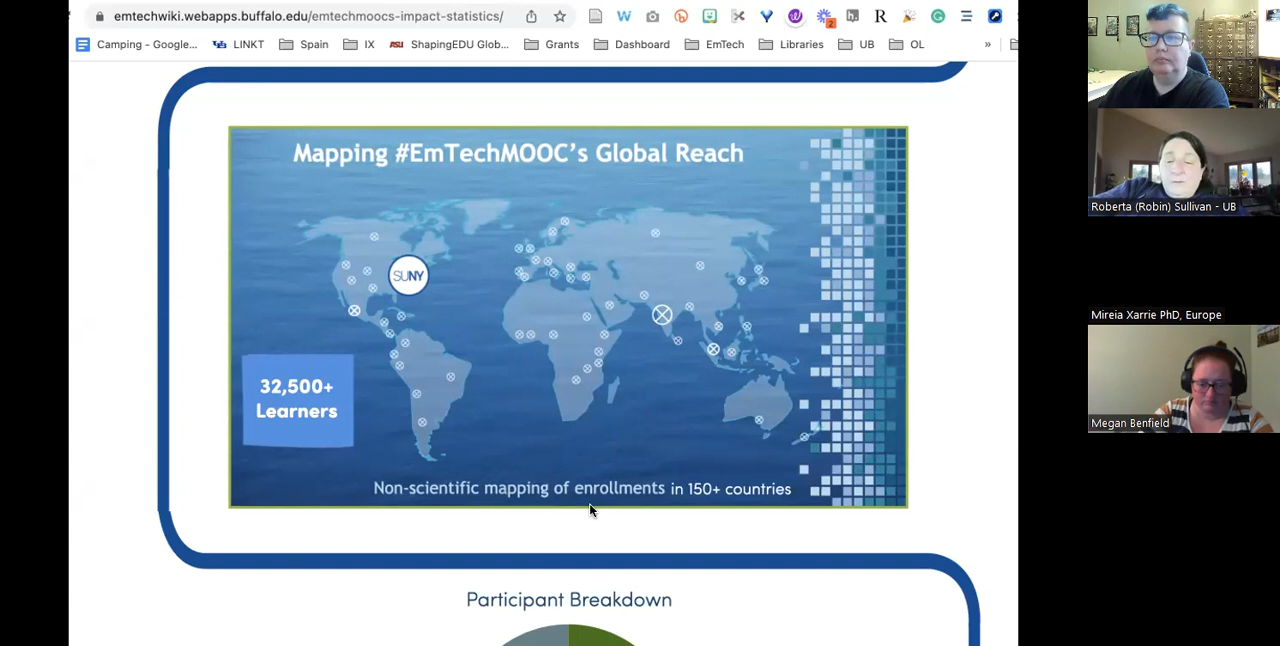 emtechwiki.webapps.buffalo.edu/emtechmoocs-impact-statistics/
Camping - Google...
LINKT
Spain
IX
ASU
ShapingEDU Glob...
Grants
Dashboard
EmTech
Libraries
UB
OL
»
Mapping #EmTechMOOC's Global Reach
SUNY
32,500+
Learners
Non-scientific mapping of enrollments in 150+ countries
Participant Breakdown
Roberta (Robin) Sullivan - UB
Mireia Xarrie PhD, Europe
Megan Benfield